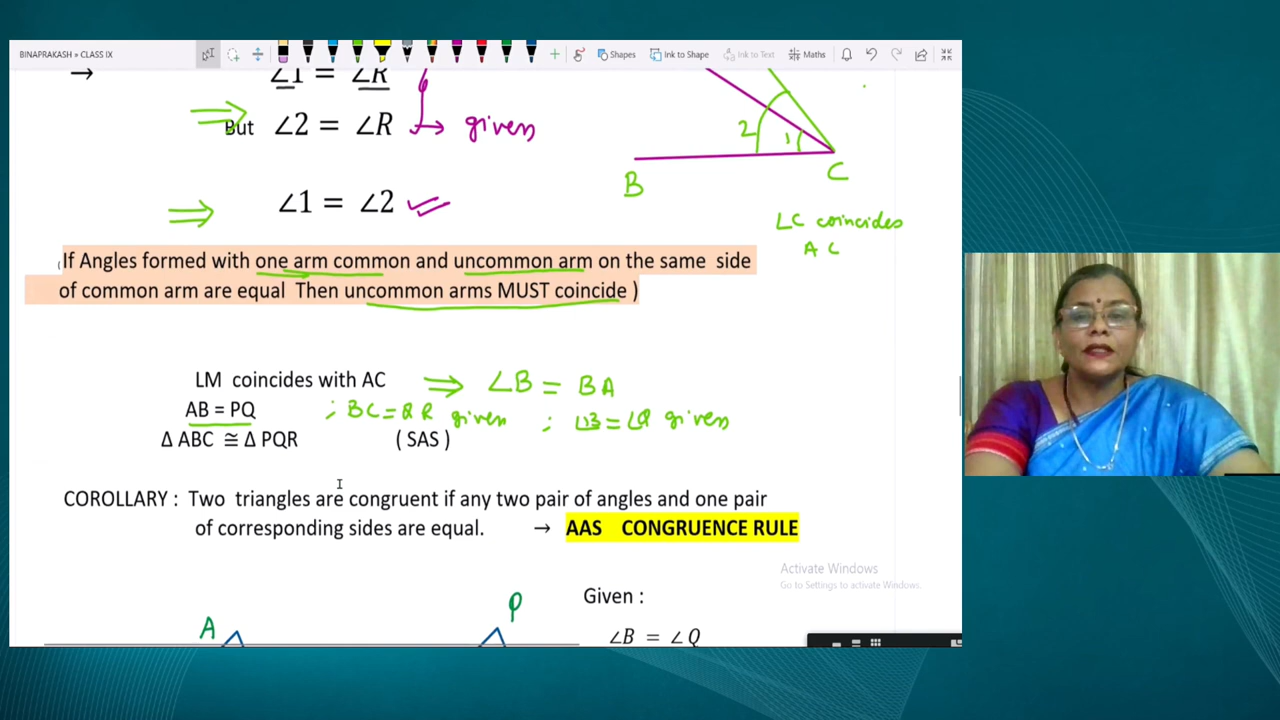 BINAPRAKASH » CLASS IX
Shapes Ink to Shape Ink to Text Maths
→ ∠1 = ∠R
But ∠2 = ∠R → given
2 1
B C
⇒ ∠1 = ∠2
LC coincides
AC
(If Angles formed with one arm common and uncommon arm on the same side
of common arm are equal Then uncommon arms MUST coincide )
LM coincides with AC ⇒ ∠B = BA
AB = PQ ; BC = QR given ; ∠B = ∠Q given
Δ ABC ≅ Δ PQR ( SAS )
COROLLARY : Two triangles are congruent if any two pair of angles and one pair
of corresponding sides are equal. → AAS CONGRUENCE RULE
Activate Windows
Go to Settings to activate Windows.
Given :
A P
∠B = ∠Q